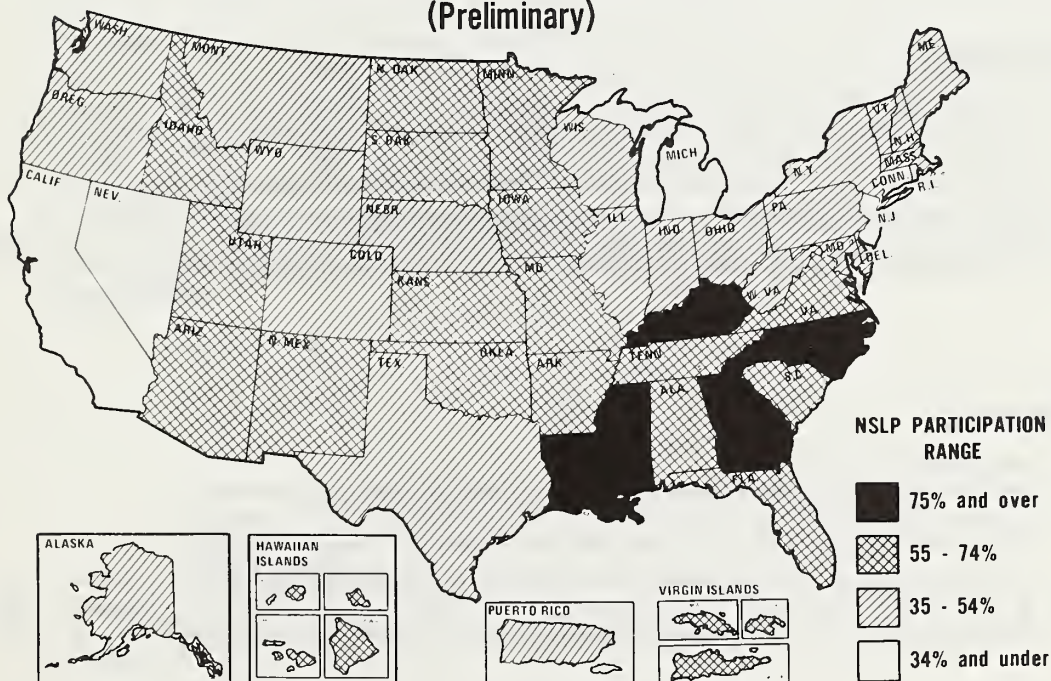 (Preliminary)
WASH.
MONT
N. DAK
MINN.
ME
OREG.
IDAHO
S. DAK
WIS
MICH
VT.
N.H.
MASS
CONN.
R.I.
N.Y
WYO
CALIF
NEV.
NEBR.
IOWA
ILL
IND
OHIO
PA
N.J
MD
DEL.
UTAH
COLO
KANS
MO
W. VA
VA
ARIZ
N. MEX
TEX
OKLA
ARK
TENN
ALA
S.C
FLA
NSLP PARTICIPATION
RANGE
75% and over
55 - 74%
35 - 54%
34% and under
ALASKA
HAWAIIAN
ISLANDS
PUERTO RICO
VIRGIN ISLANDS